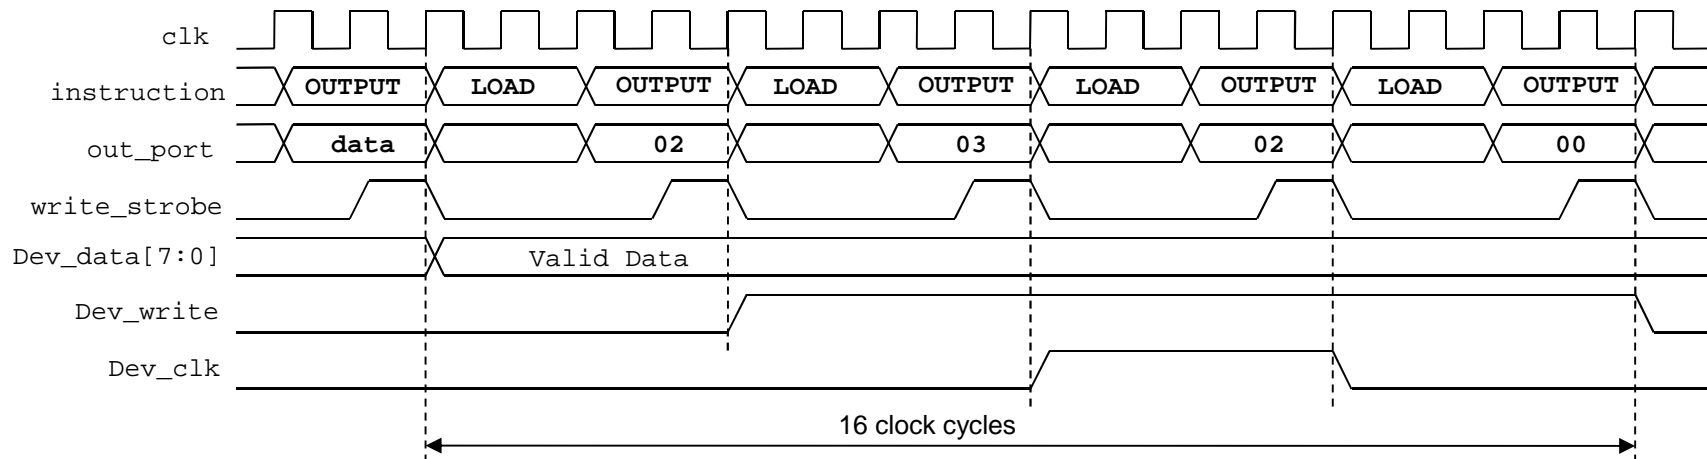 clk
instruction OUTPUT LOAD OUTPUT LOAD OUTPUT LOAD OUTPUT LOAD OUTPUT
out_port data 02 03 02 00
write_strobe
Dev_data[7:0] Valid Data
Dev_write
Dev_clk
16 clock cycles